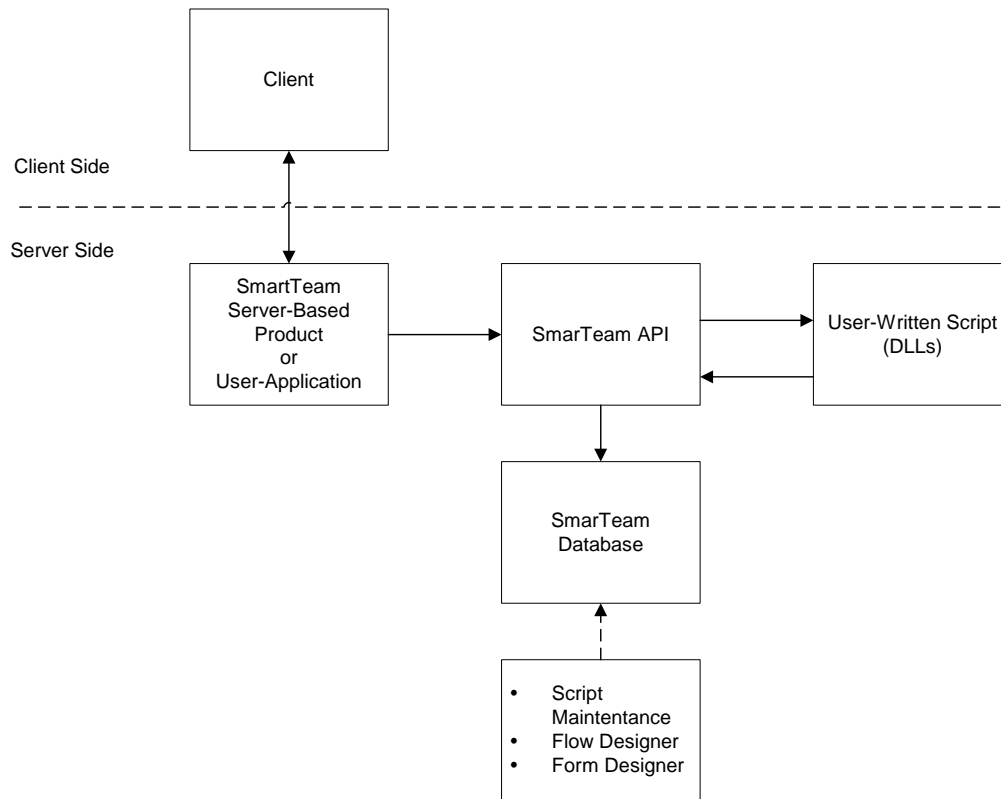 Client
Client Side
Server Side
SmartTeam
Server-Based
Product
or
User-Application
SmarTeam API
User-Written Script
(DLLs)
SmarTeam
Database
• Script
Maintentance
• Flow Designer
• Form Designer